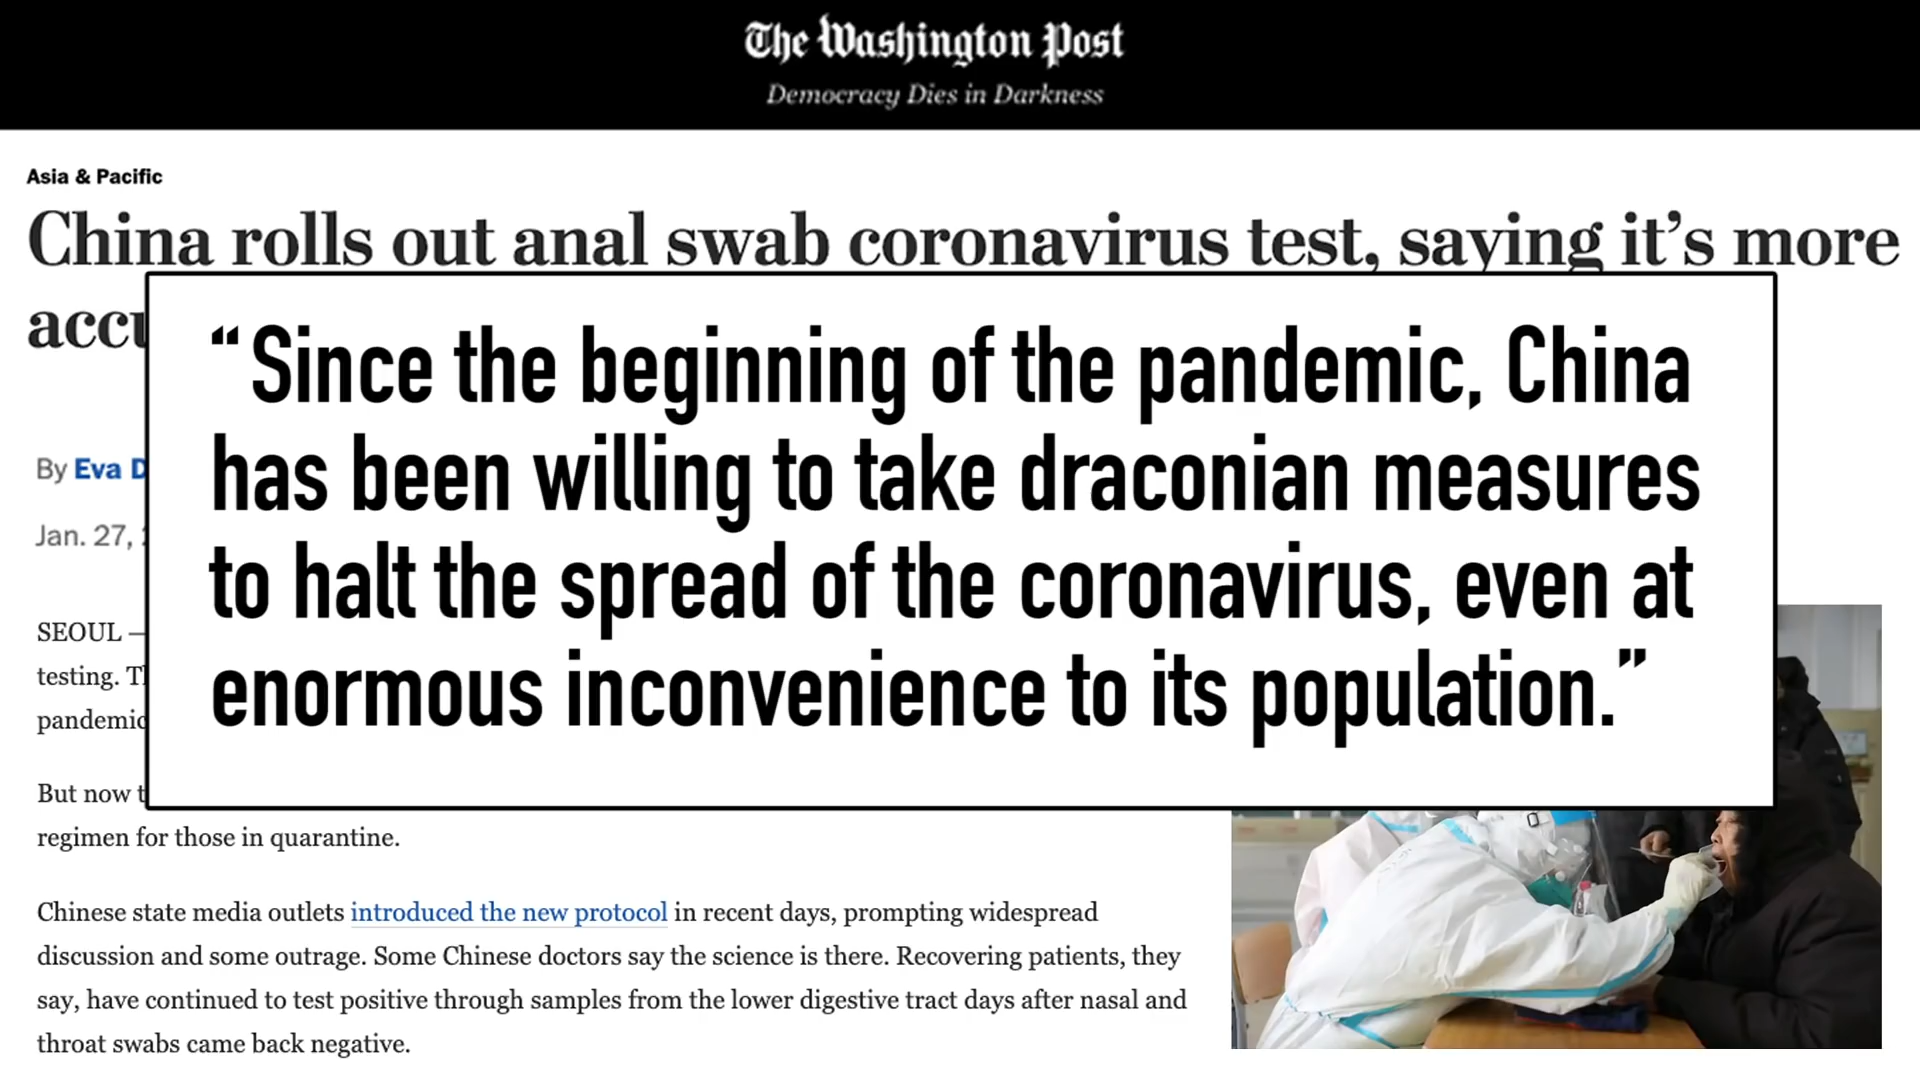 The Washington Post
Democracy Dies in Darkness
Asia & Pacific
China rolls out anal swab coronavirus test, saying it’s more
“Since the beginning of the pandemic, China
has been willing to take draconian measures
to halt the spread of the coronavirus, even at
enormous inconvenience to its population.”
By Eva
Jan. 27,
SEOUL —
testing.
pandemic
But now
regimen for those in quarantine.
Chinese state media outlets introduced the new protocol in recent days, prompting widespread
discussion and some outrage. Some Chinese doctors say the science is there. Recovering patients, they
say, have continued to test positive through samples from the lower digestive tract days after nasal and
throat swabs came back negative.